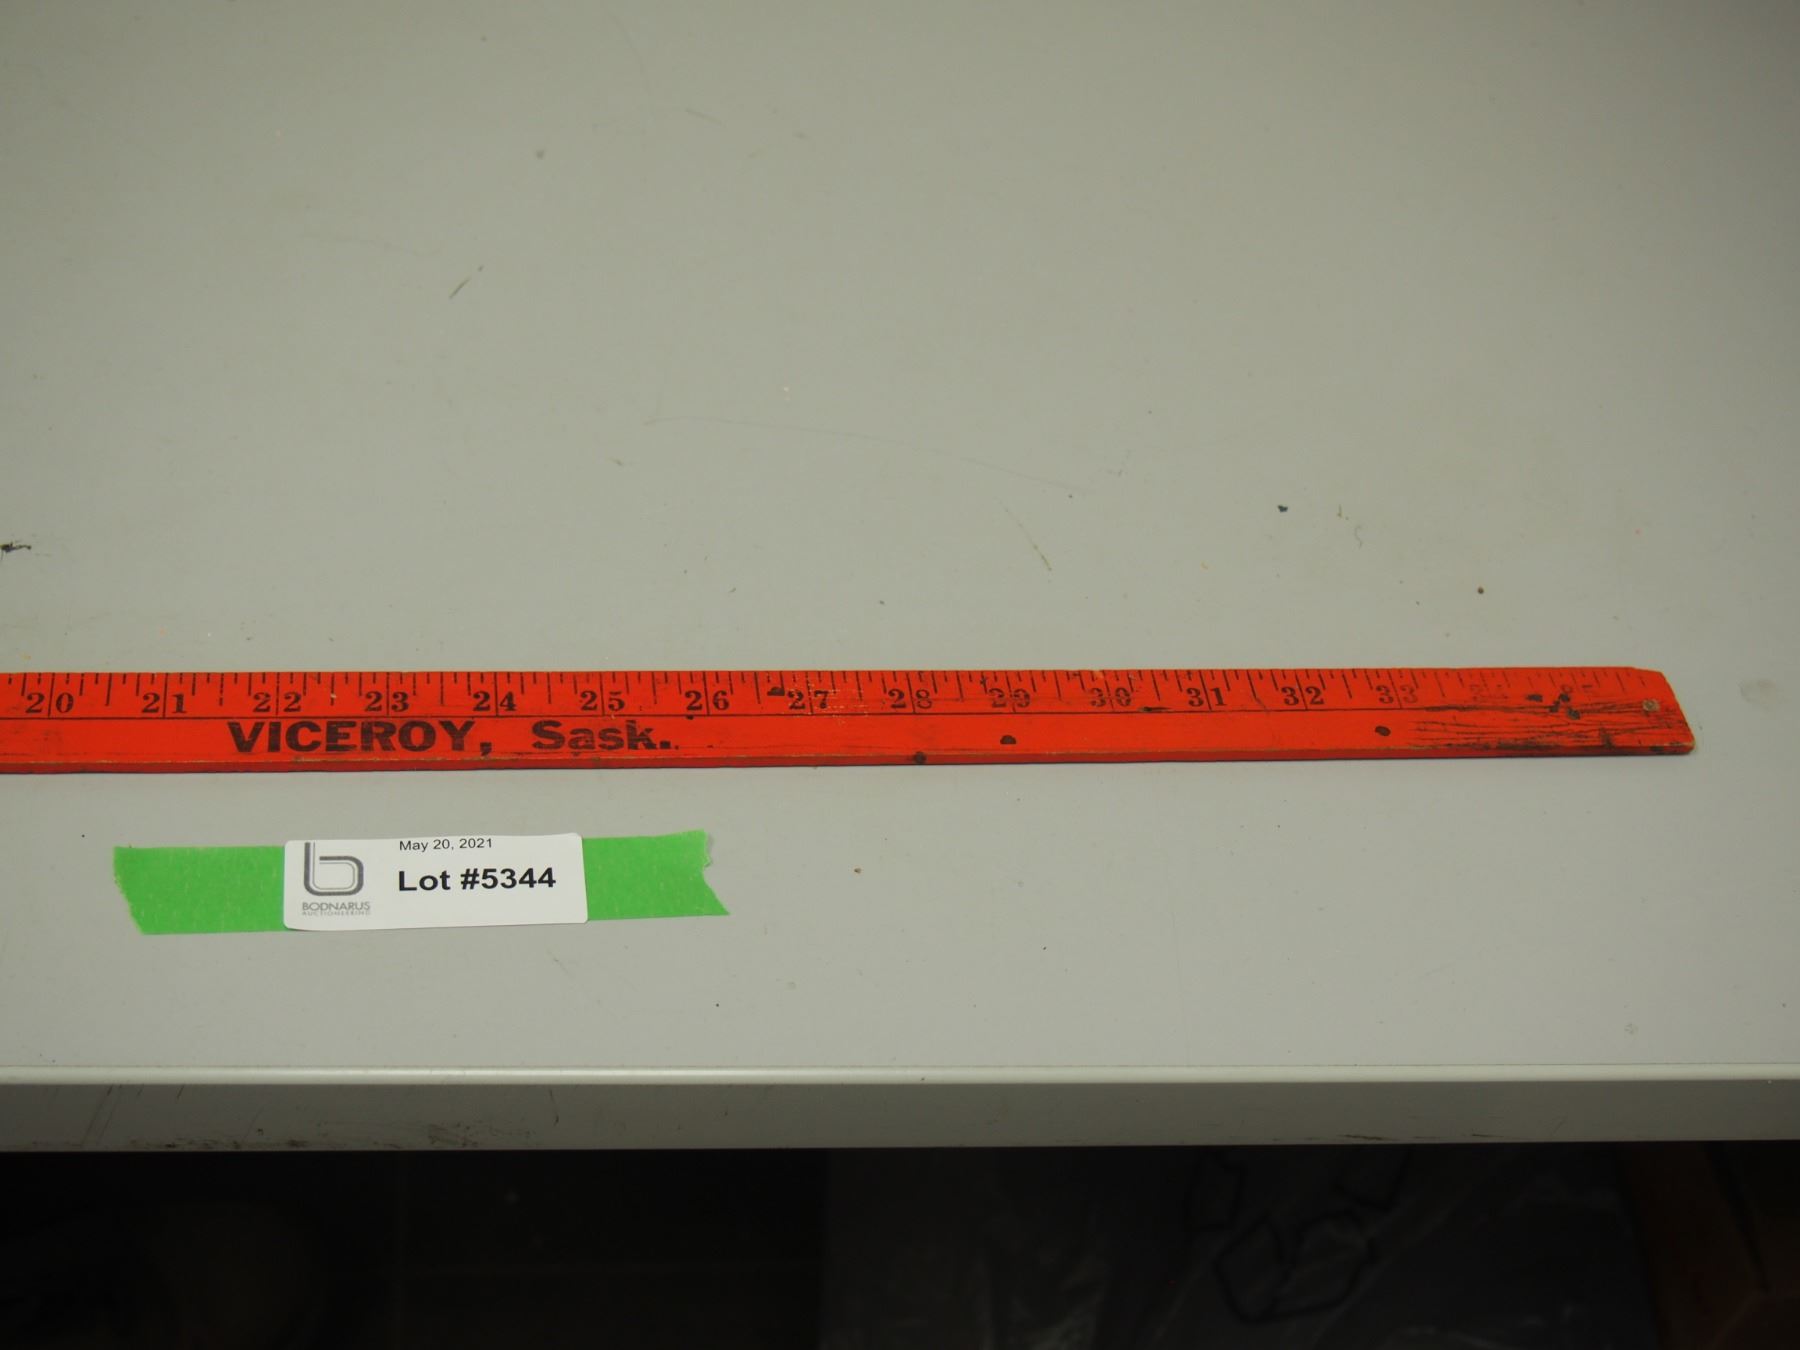 20 21 22 23 24 25 26 27 28 29 30 31 32 33
VICEROY, Sask.
May 20, 2021
Lot #5344
b
BODNARUS
AUCTIONEERING